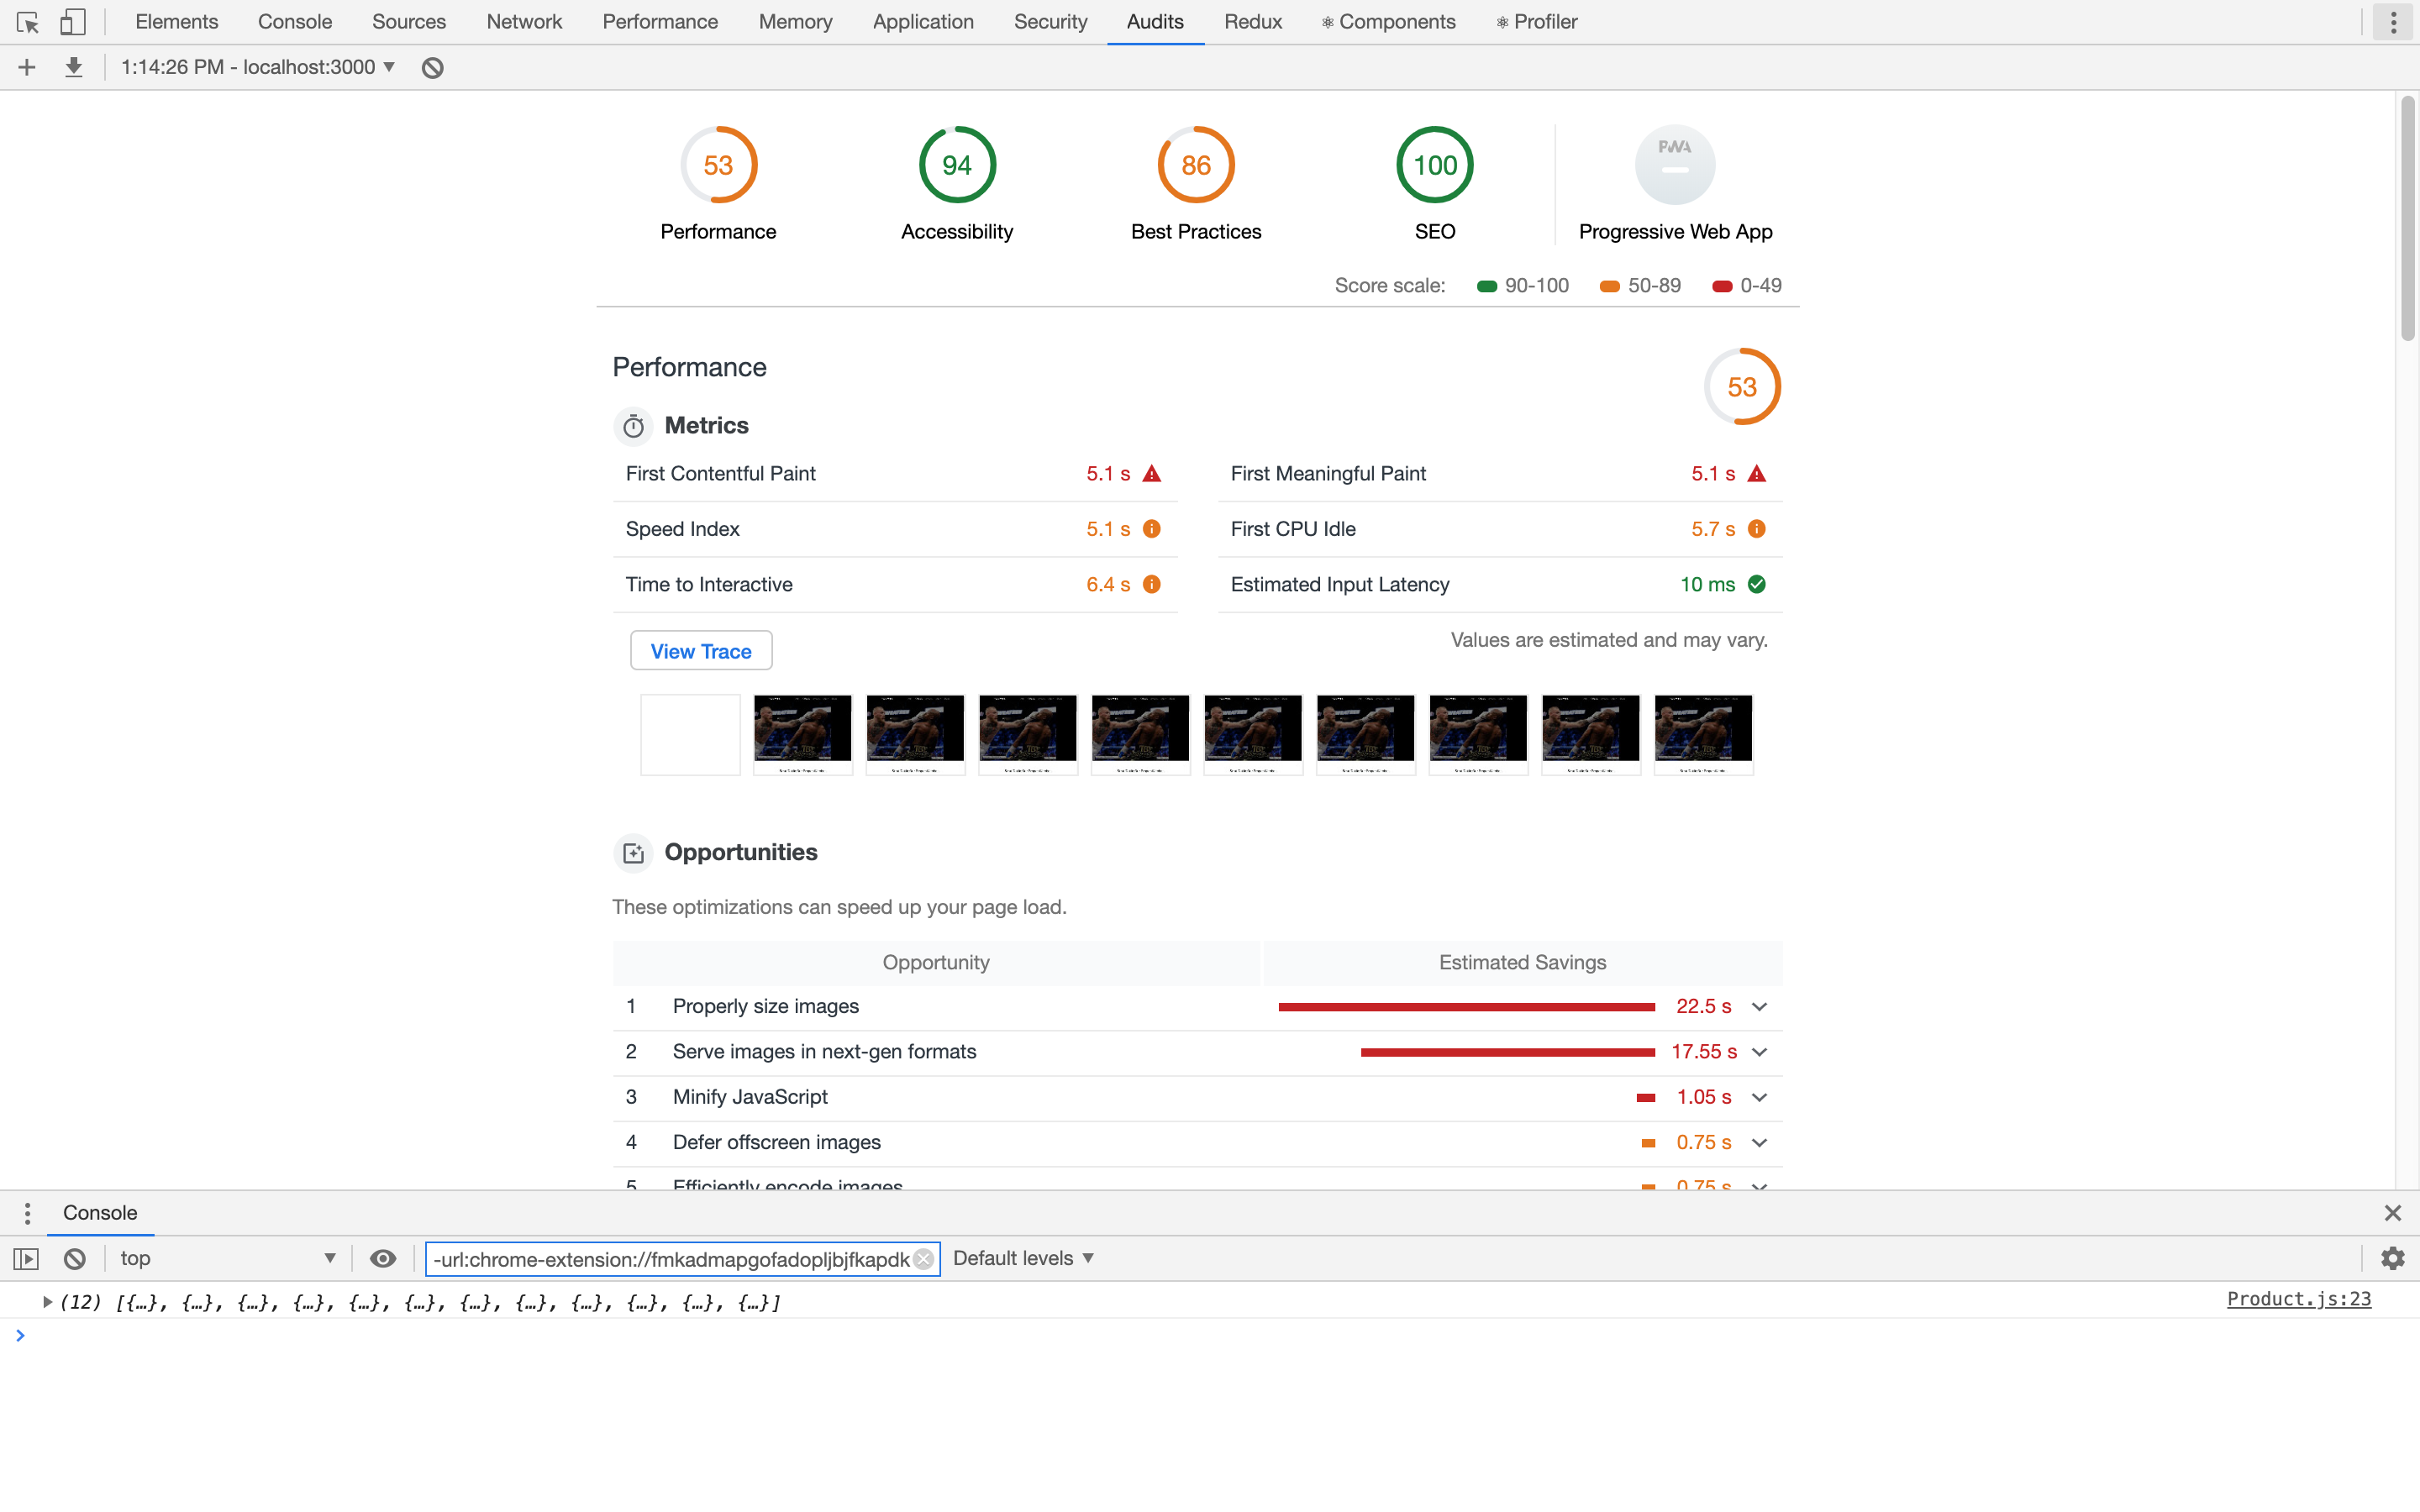 Elements Console Sources Network Performance Memory Application Security Audits Redux ⚛ Components ⚛ Profiler
1:14:26 PM - localhost:3000 ▼
53 94 86 100 PWA
Performance Accessibility Best Practices SEO Progressive Web App
Score scale: 90-100 50-89 0-49
Performance
53
Metrics
First Contentful Paint 5.1 s First Meaningful Paint 5.1 s
Speed Index 5.1 s First CPU Idle 5.7 s
Time to Interactive 6.4 s Estimated Input Latency 10 ms
View Trace Values are estimated and may vary.
Opportunities
These optimizations can speed up your page load.
Opportunity Estimated Savings
1 Properly size images 22.5 s
2 Serve images in next-gen formats 17.55 s
3 Minify JavaScript 1.05 s
4 Defer offscreen images 0.75 s
5 Efficiently encode images 0.75 s
Console
top ▼ -url:chrome-extension://fmkadmapgofadopljbjfkapdk Default levels ▼
(12) [{…}, {…}, {…}, {…}, {…}, {…}, {…}, {…}, {…}, {…}, {…}, {…}] Product.js:23